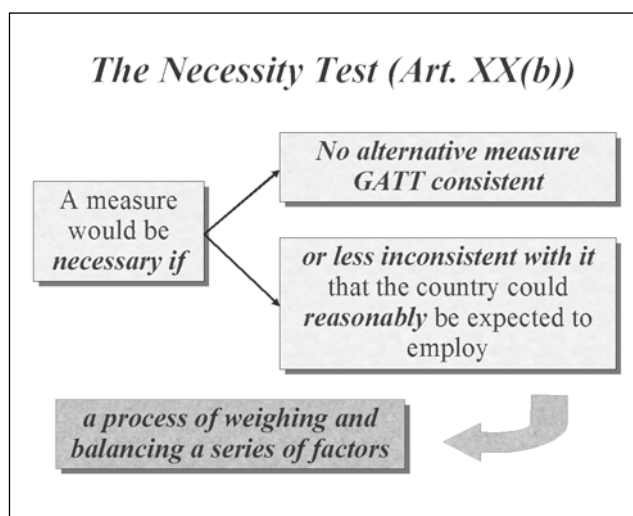 The Necessity Test (Art. XX(b))
A measure
would be
necessary if
No alternative measure
GATT consistent
or less inconsistent with it
that the country could
reasonably be expected to
employ
a process of weighing and
balancing a series of factors